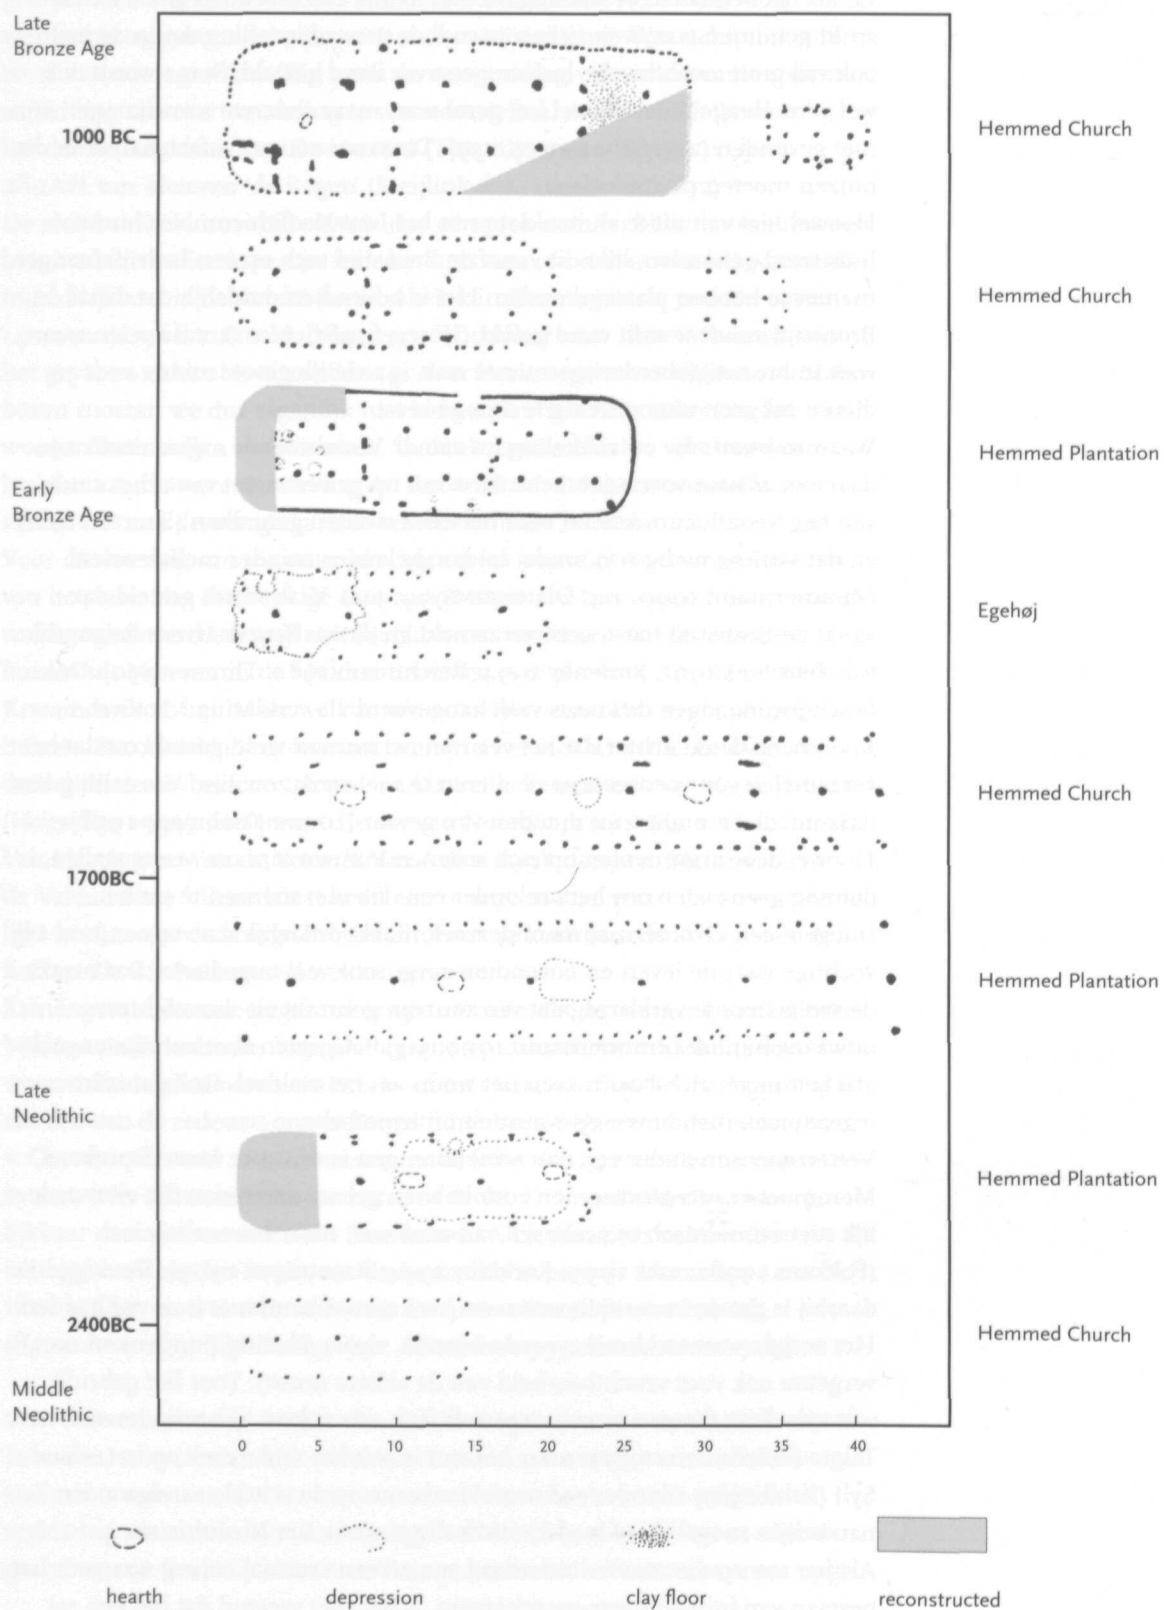 Late
Bronze Age
1000 BC
Hemmed Church
Hemmed Church
Hemmed Plantation
Early
Bronze Age
Egehøj
Hemmed Church
1700BC
Hemmed Plantation
Late
Neolithic
Hemmed Plantation
2400BC
Hemmed Church
Middle
Neolithic
0 5 10 15 20 25 30 35 40
hearth depression clay floor reconstructed